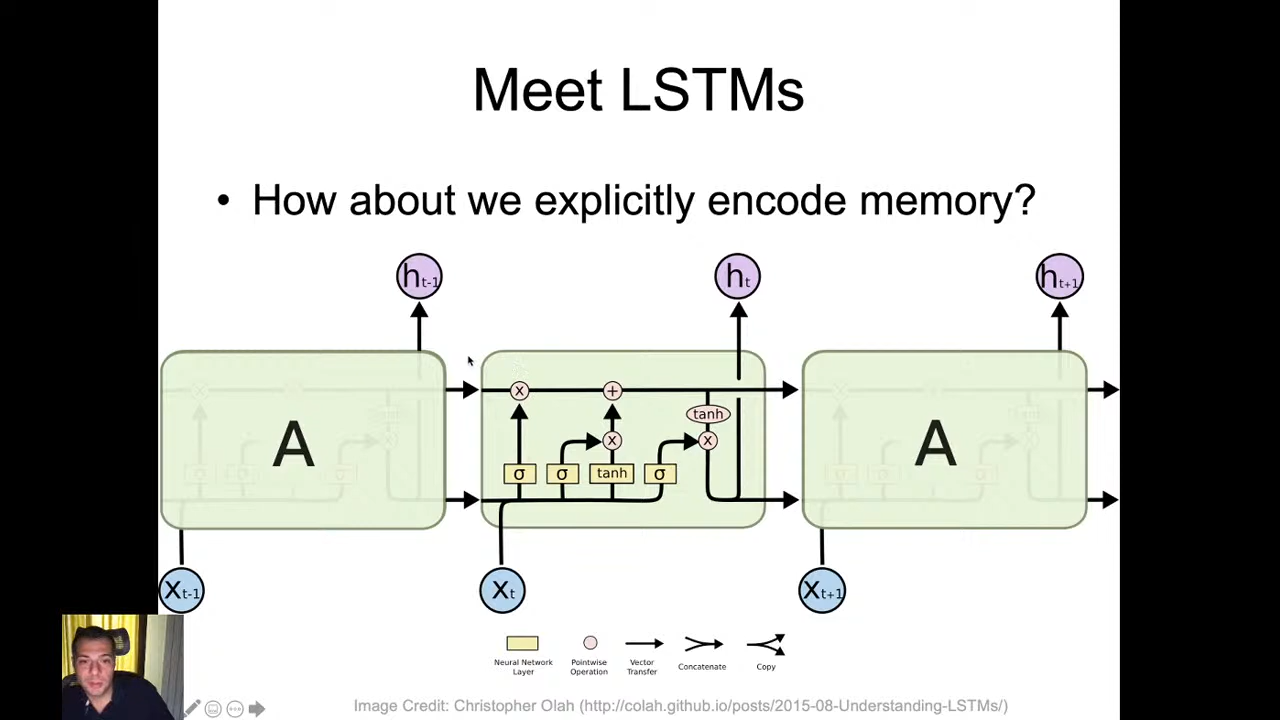 Meet LSTMs
• How about we explicitly encode memory?
ht-1 ht ht+1
A A
x + tanh
x x
σ σ tanh σ
xt-1 xt xt+1
Neural Network Layer
Pointwise Operation
Vector Transfer
Concatenate
Copy
Image Credit: Christopher Olah (http://colah.github.io/posts/2015-08-Understanding-LSTMs/)